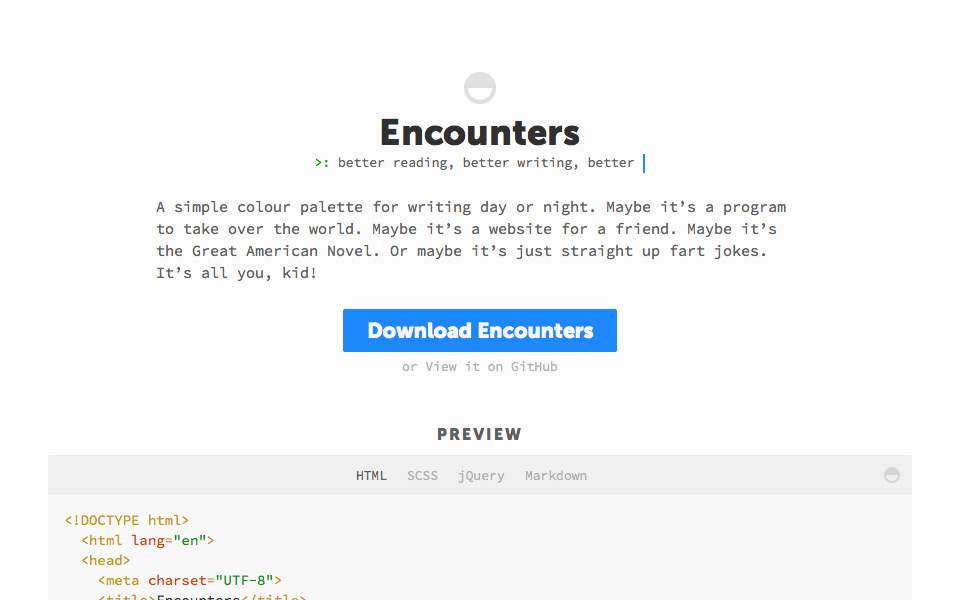 Encounters
>: better reading, better writing, better
A simple colour palette for writing day or night. Maybe it’s a program
to take over the world. Maybe it’s a website for a friend. Maybe it’s
the Great American Novel. Or maybe it’s just straight up fart jokes.
It’s all you, kid!
Download Encounters
or View it on GitHub
PREVIEW
HTML SCSS jQuery Markdown
<!DOCTYPE html>
<html lang="en">
<head>
<meta charset="UTF-8">
<title>Encounters</title>